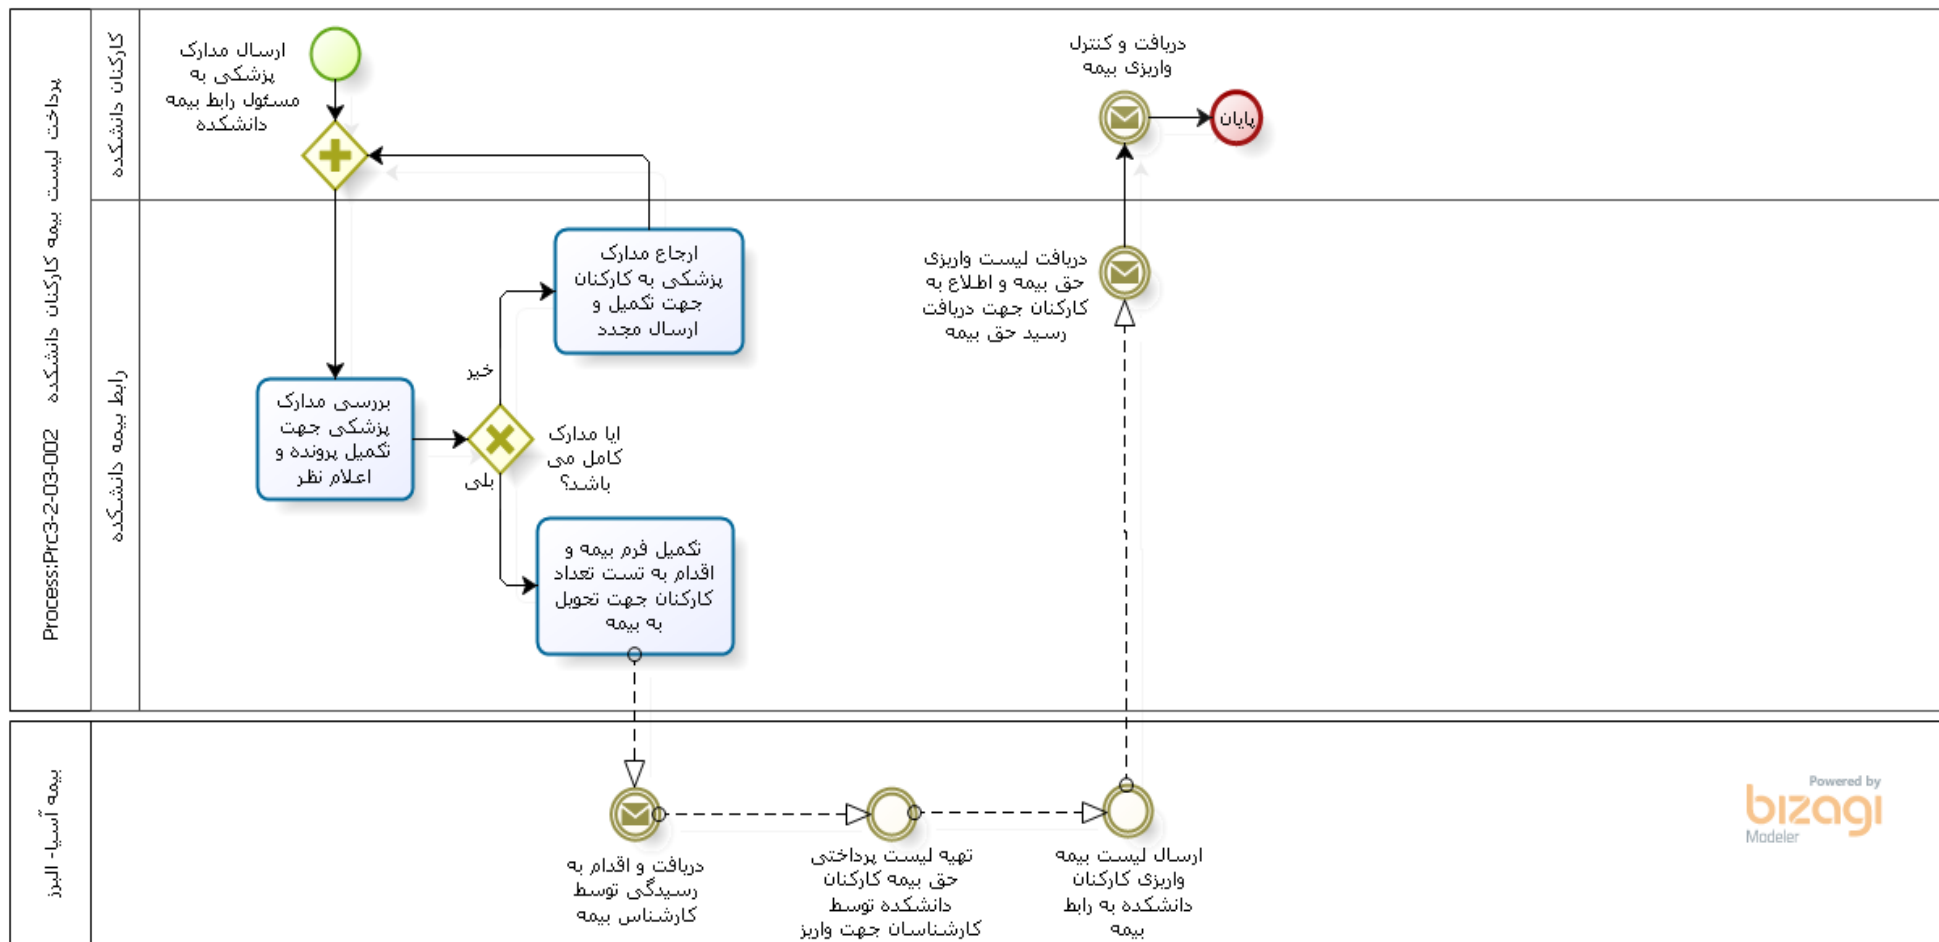 Process:Prc3-2-03-002 پرداخت لیست بیمه کارکنان دانشکده
کارکنان دانشکده
ارسال مدارک
پزشکی به
مسئول رابط بیمه
دانشکده
دریافت و کنترل
واریزی بیمه
پایان
رابط بیمه دانشکده
ارجاع مدارک
پزشکی به کارکنان
جهت تکمیل و
ارسال مجدد
دریافت لیست واریزی
حق بیمه و اطلاع به
کارکنان جهت دریافت
رسید حق بیمه
خیر
بررسی مدارک
پزشکی جهت
تکمیل پرونده و
اعلام نظر
ایا مدارک
کامل می
باشد؟
بلی
تکمیل فرم بیمه و
اقدام به تست تعداد
کارکنان جهت تحویل
به بیمه
بیمه آسیا- البرز
دریافت و اقدام به
رسیدگی توسط
کارشناس بیمه
تهیه لیست پرداختی
حق بیمه کارکنان
دانشکده توسط
کارشناسان جهت واریز
ارسال لیست بیمه
واریزی کارکنان
دانشکده به رابط
بیمه
Powered by
bizagi
Modeler